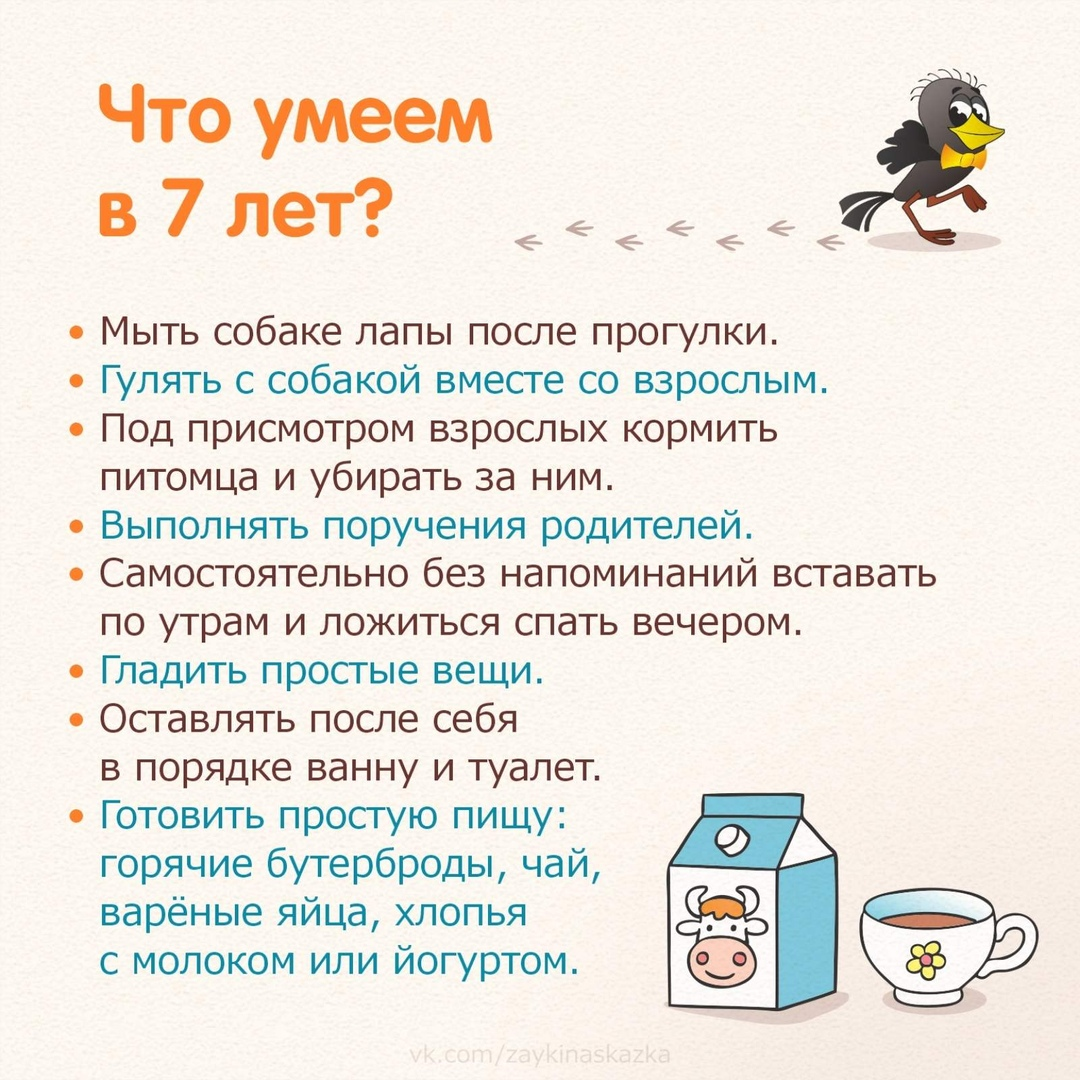 Что умеем
в 7 лет?
• Мыть собаке лапы после прогулки.
• Гулять с собакой вместе со взрослым.
• Под присмотром взрослых кормить
питомца и убирать за ним.
• Выполнять поручения родителей.
• Самостоятельно без напоминаний вставать
по утрам и ложиться спать вечером.
• Гладить простые вещи.
• Оставлять после себя
в порядке ванну и туалет.
• Готовить простую пищу:
горячие бутерброды, чай,
варёные яйца, хлопья
с молоком или йогуртом.
vk.com/zaykinaskazka